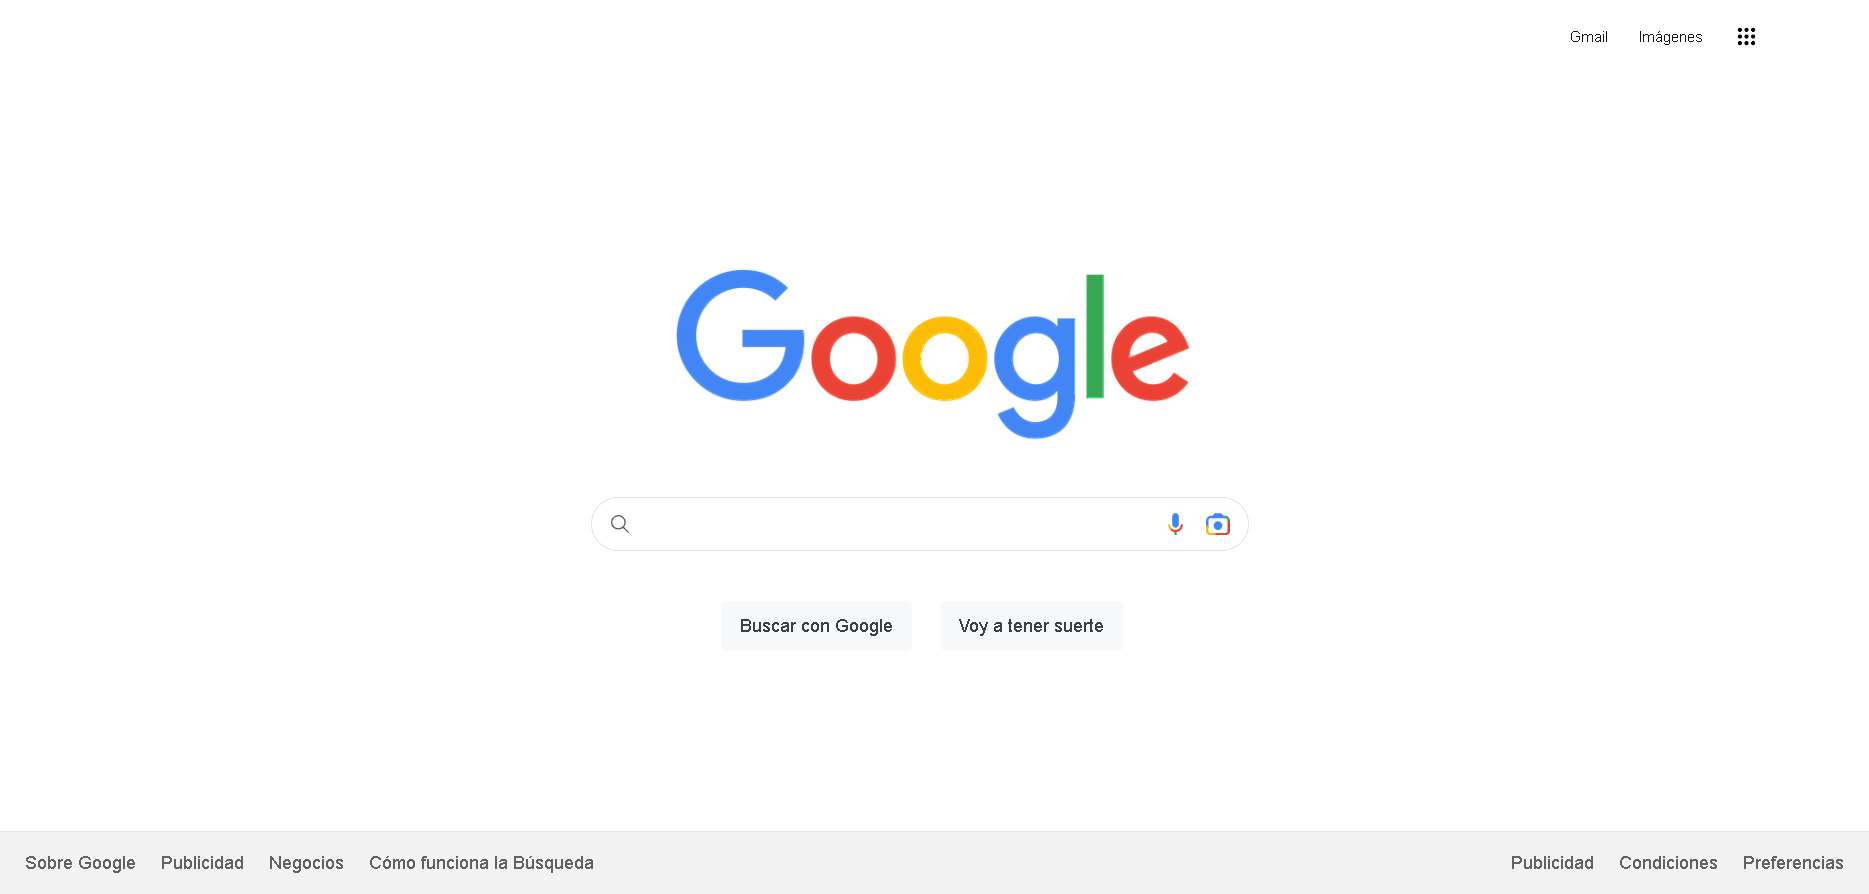 Gmail Imágenes
Google
Buscar con Google Voy a tener suerte
Sobre Google Publicidad Negocios Cómo funciona la Búsqueda Publicidad Condiciones Preferencias